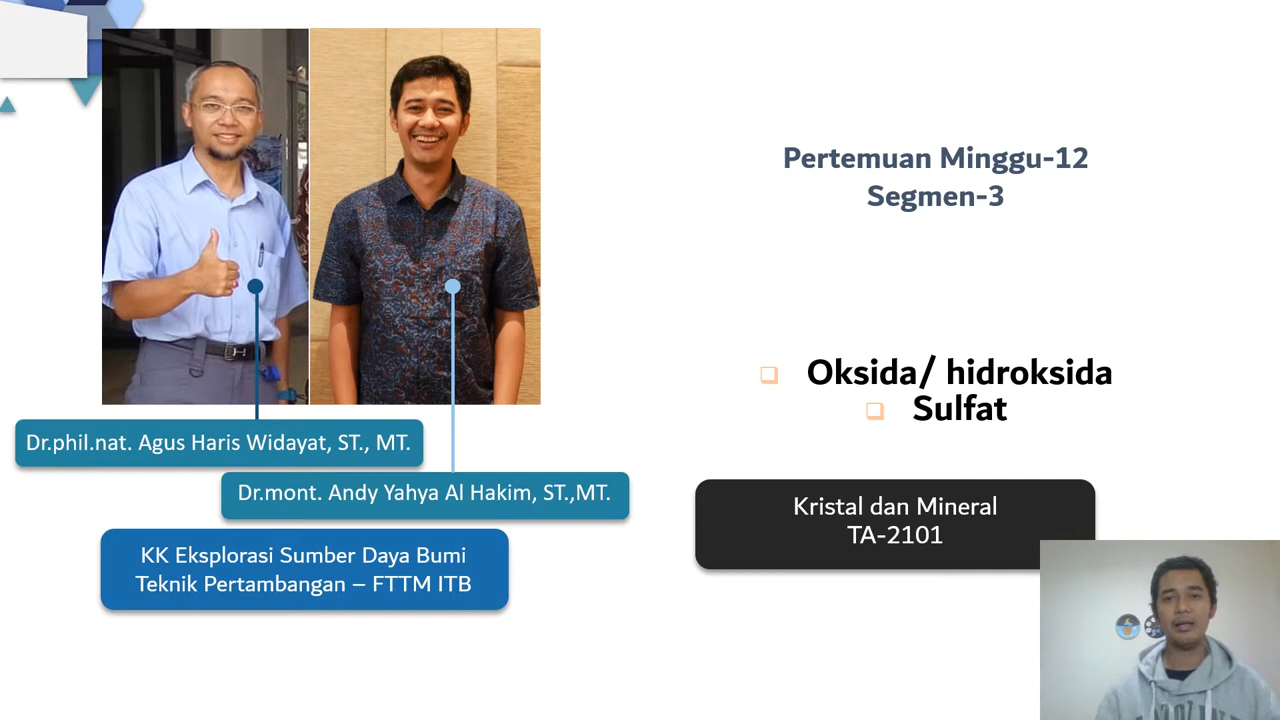 Pertemuan Minggu-12
Segmen-3
Oksida/ hidroksida
Sulfat
Dr.phil.nat. Agus Haris Widayat, ST., MT.
Dr.mont. Andy Yahya Al Hakim, ST.,MT.
KK Eksplorasi Sumber Daya Bumi
Teknik Pertambangan – FTTM ITB
Kristal dan Mineral
TA-2101